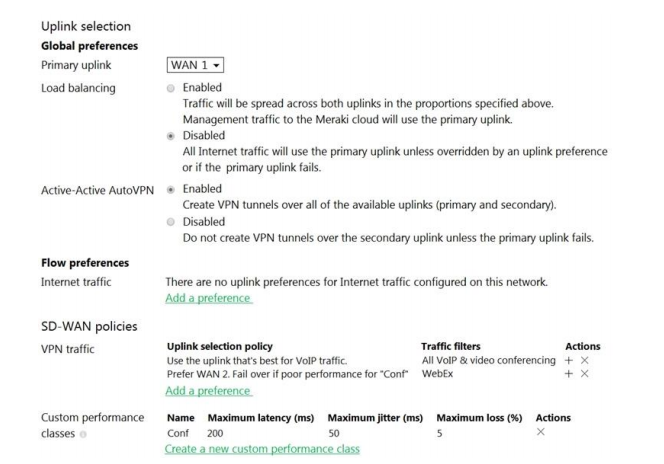 Uplink selection
Global preferences
Primary uplink WAN 1
Load balancing Enabled
Traffic will be spread across both uplinks in the proportions specified above.
Management traffic to the Meraki cloud will use the primary uplink.
Disabled
All Internet traffic will use the primary uplink unless overridden by an uplink preference
or if the primary uplink fails.
Active-Active AutoVPN Enabled
Create VPN tunnels over all of the available uplinks (primary and secondary).
Disabled
Do not create VPN tunnels over the secondary uplink unless the primary uplink fails.
Flow preferences
Internet traffic There are no uplink preferences for Internet traffic configured on this network.
Add a preference
SD-WAN policies
VPN traffic Uplink selection policy Traffic filters Actions
Use the uplink that's best for VoIP traffic. All VoIP & video conferencing + ×
Prefer WAN 2. Fail over if poor performance for "Conf" WebEx + ×
Add a preference
Custom performance Name Maximum latency (ms) Maximum jitter (ms) Maximum loss (%) Actions
classes Conf 200 50 5 ×
Create a new custom performance class